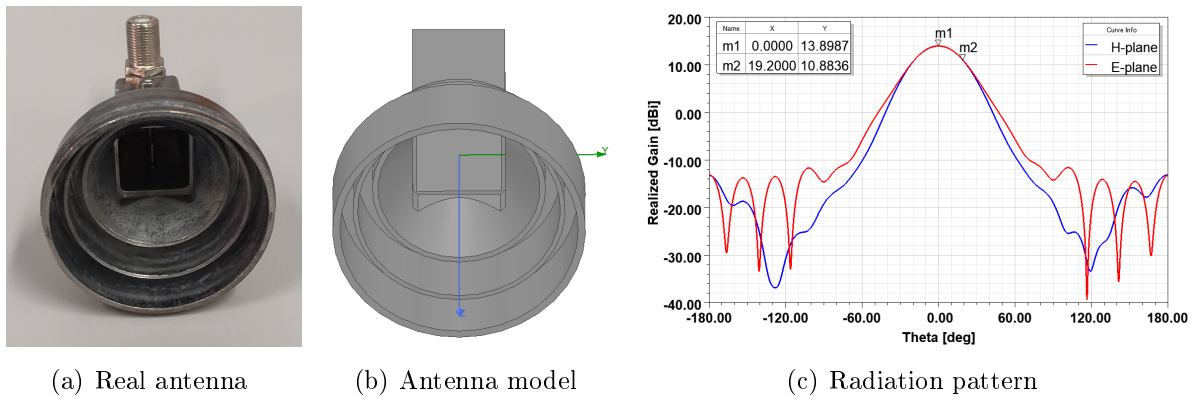 Y
Z
20.00
10.00
0.00
-10.00
-20.00
-30.00
-40.00
Realized Gain [dBi]
Name X Y
m1 0.0000 13.8987
m2 19.2000 10.8836
m1
m2
Curve Info
H-plane
E-plane
-180.00 -120.00 -60.00 0.00 60.00 120.00 180.00
Theta [deg]
(a) Real antenna
(b) Antenna model
(c) Radiation pattern